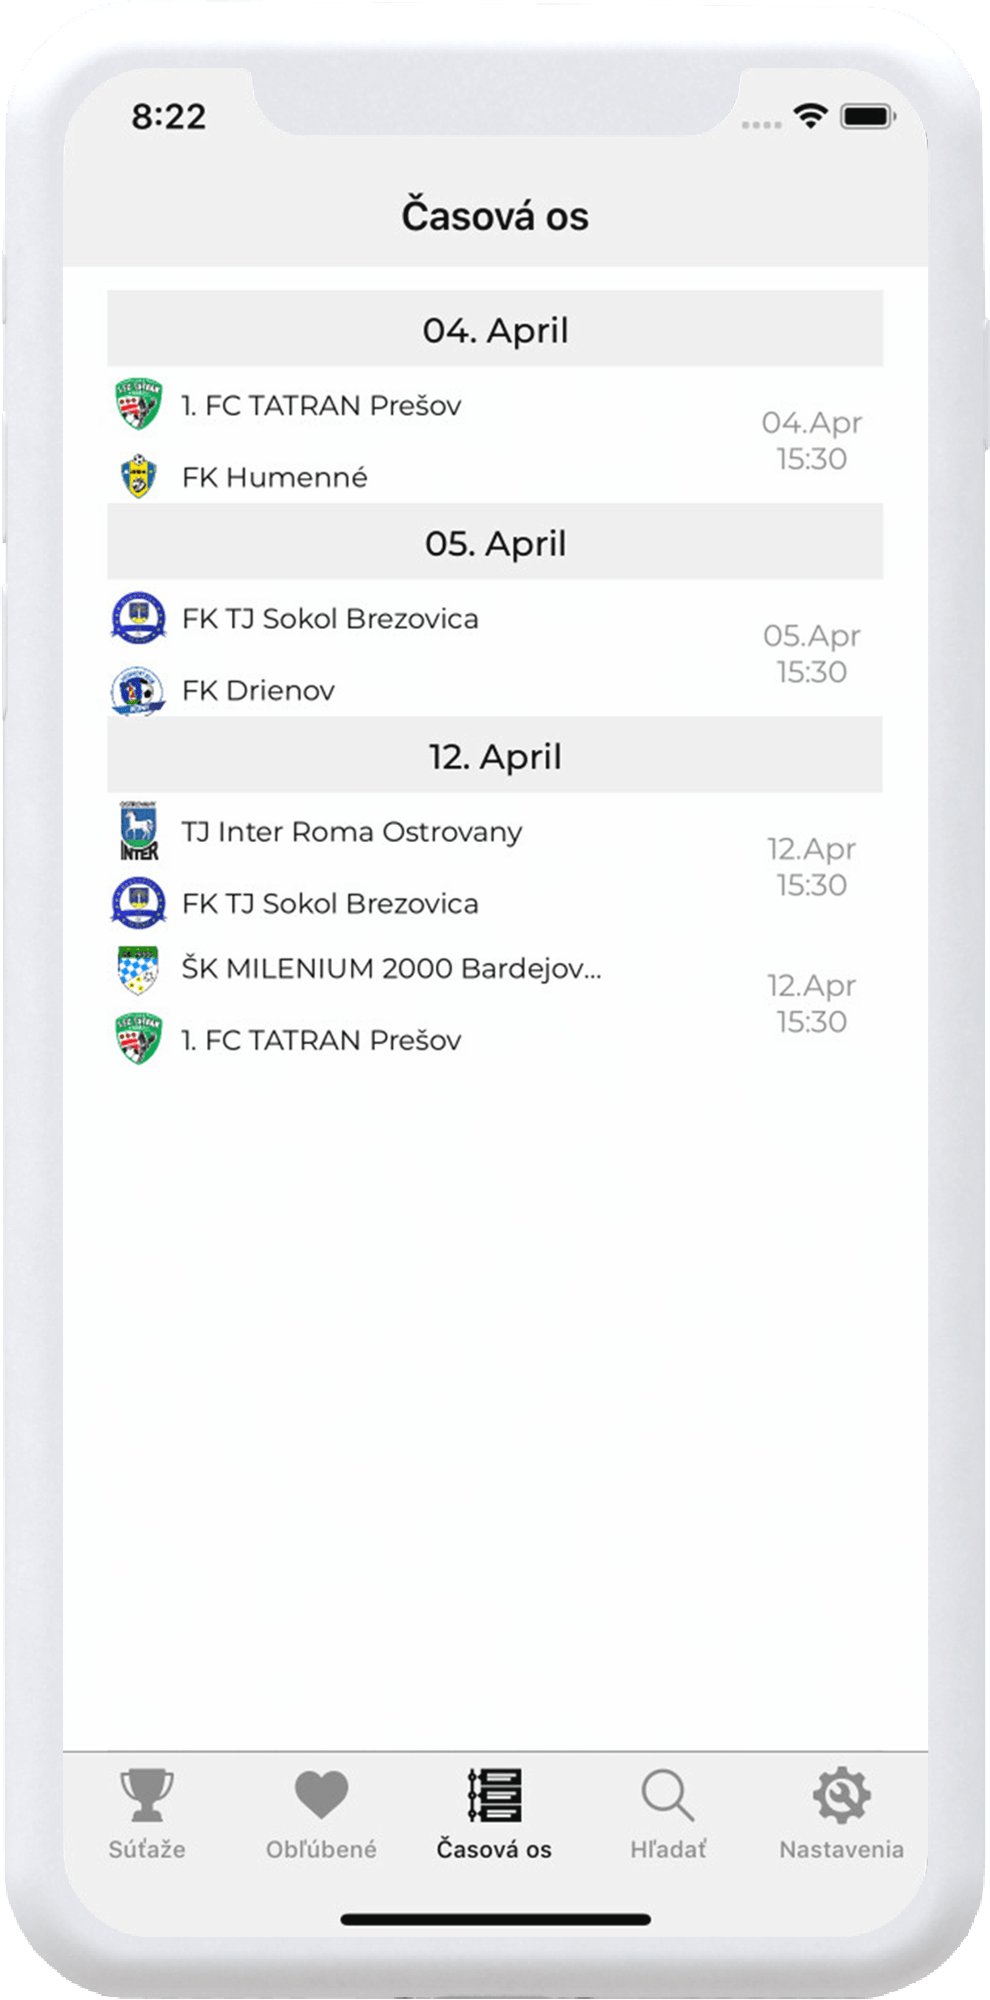 8:22
Časová os
04. April
1. FC TATRAN Prešov
04.Apr
15:30
FK Humenné
05. April
FK TJ Sokol Brezovica
05.Apr
15:30
FK Drienov
12. April
TJ Inter Roma Ostrovany
12.Apr
15:30
INTER
FK TJ Sokol Brezovica
ŠK MILENIUM 2000 Bardejov...
12.Apr
15:30
1. FC TATRAN Prešov
Súťaže
Obľúbené
Časová os
Hľadať
Nastavenia